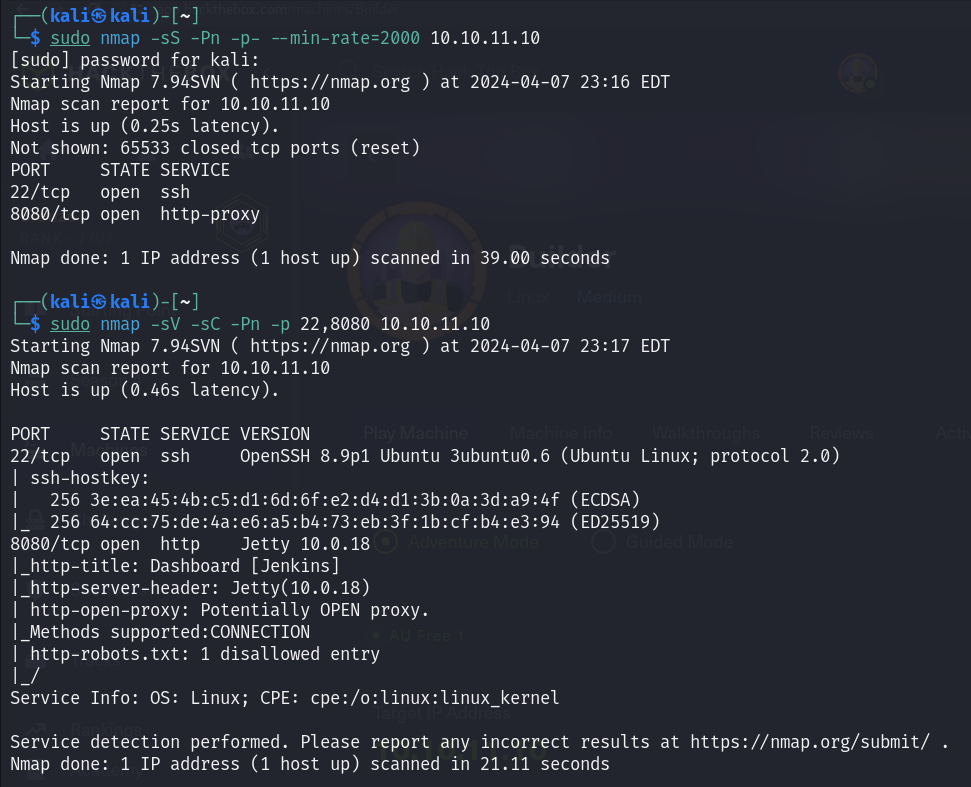 ┌──(kali㉿kali)-[~]
└─$ sudo nmap -sS -Pn -p- --min-rate=2000 10.10.11.10
[sudo] password for kali:
Starting Nmap 7.94SVN ( https://nmap.org ) at 2024-04-07 23:16 EDT
Nmap scan report for 10.10.11.10
Host is up (0.25s latency).
Not shown: 65533 closed tcp ports (reset)
PORT     STATE SERVICE
22/tcp   open  ssh
8080/tcp open  http-proxy
Builder
Linux Medium
Nmap done: 1 IP address (1 host up) scanned in 39.00 seconds
┌──(kali㉿kali)-[~]
└─$ sudo nmap -sV -sC -Pn -p 22,8080 10.10.11.10
Starting Nmap 7.94SVN ( https://nmap.org ) at 2024-04-07 23:17 EDT
Nmap scan report for 10.10.11.10
Host is up (0.46s latency).
Play Machine Machine Info Walkthroughs Reviews
PORT     STATE SERVICE VERSION
22/tcp   open  ssh     OpenSSH 8.9p1 Ubuntu 3ubuntu0.6 (Ubuntu Linux; protocol 2.0)
| ssh-hostkey:
|   256 3e:ea:45:4b:c5:d1:6d:6f:e2:d4:d1:3b:0a:3d:a9:4f (ECDSA)
|_  256 64:cc:75:de:4a:e6:a5:b4:73:eb:3f:1b:cf:b4:e3:94 (ED25519)
8080/tcp open  http    Jetty 10.0.18
Adventure Mode Guided Mode
|_http-title: Dashboard [Jenkins]
|_http-server-header: Jetty(10.0.18)
| http-open-proxy: Potentially OPEN proxy.
|_Methods supported:CONNECTION
AU Free 1
| http-robots.txt: 1 disallowed entry
|_/
Service Info: OS: Linux; CPE: cpe:/o:linux:linux_kernel
Target IP Address
Service detection performed. Please report any incorrect results at https://nmap.org/submit/ .
Nmap done: 1 IP address (1 host up) scanned in 21.11 seconds